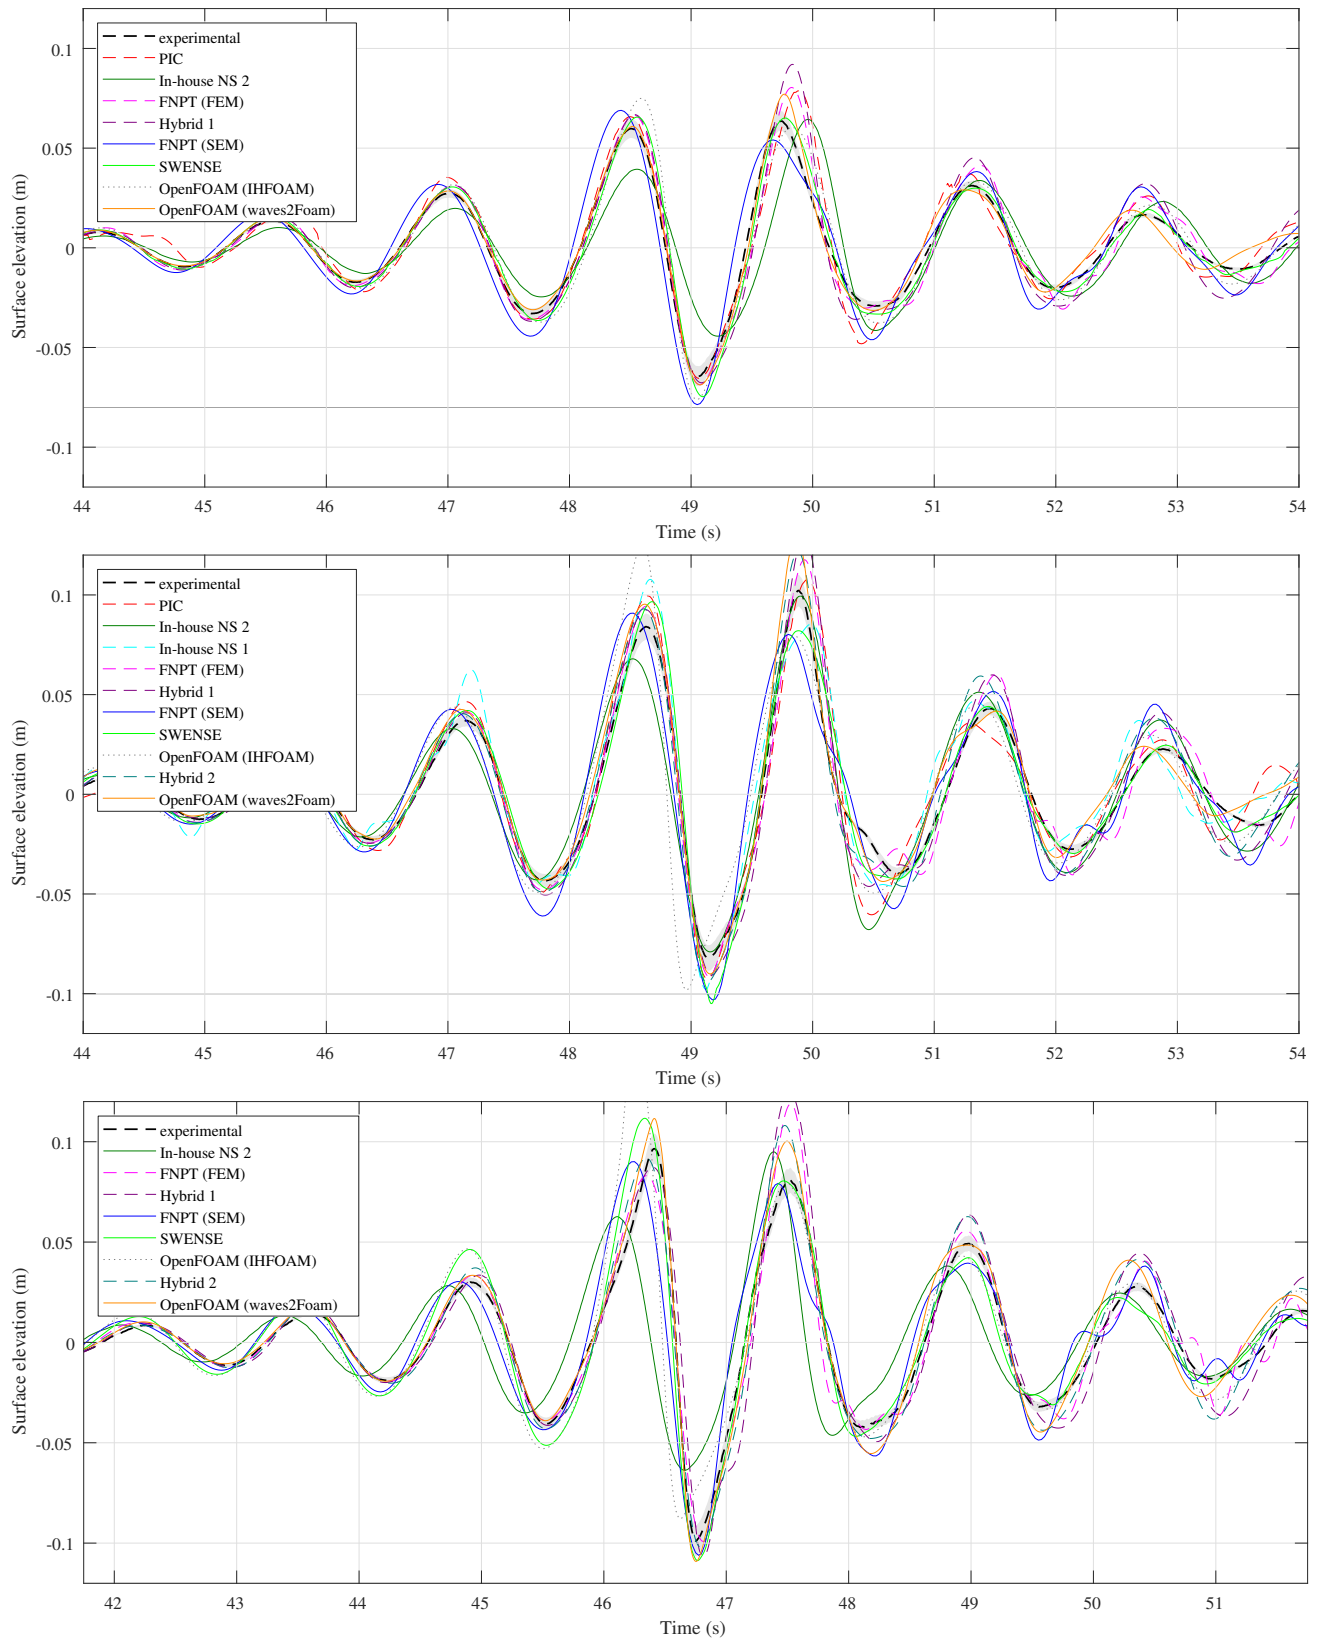 0.1
0.05
0
-0.05
-0.1
Surface elevation (m)
experimental
PIC
In-house NS 2
FNPT (FEM)
Hybrid 1
FNPT (SEM)
SWENSE
OpenFOAM (IHFOAM)
OpenFOAM (waves2Foam)
44 45 46 47 48 49 50 51 52 53 54
Time (s)
0.1
0.05
0
-0.05
-0.1
Surface elevation (m)
experimental
PIC
In-house NS 2
In-house NS 1
FNPT (FEM)
Hybrid 1
FNPT (SEM)
SWENSE
OpenFOAM (IHFOAM)
Hybrid 2
OpenFOAM (waves2Foam)
44 45 46 47 48 49 50 51 52 53 54
Time (s)
0.1
0.05
0
-0.05
-0.1
Surface elevation (m)
experimental
In-house NS 2
FNPT (FEM)
Hybrid 1
FNPT (SEM)
SWENSE
OpenFOAM (IHFOAM)
Hybrid 2
OpenFOAM (waves2Foam)
42 43 44 45 46 47 48 49 50 51
Time (s)